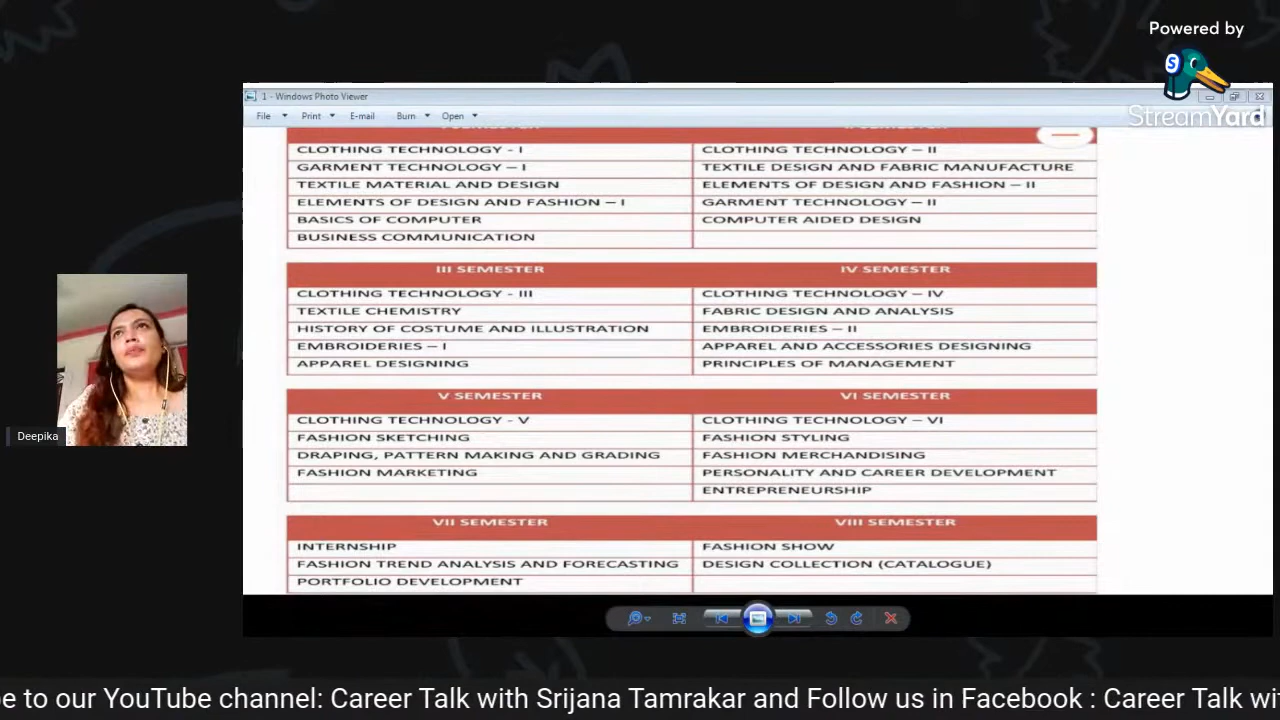 Powered by
StreamYard
1 - Windows Photo Viewer
File Print E-mail Burn Open
CLOTHING TECHNOLOGY - I CLOTHING TECHNOLOGY – II
GARMENT TECHNOLOGY – I TEXTILE DESIGN AND FABRIC MANUFACTURE
TEXTILE MATERIAL AND DESIGN ELEMENTS OF DESIGN AND FASHION – II
ELEMENTS OF DESIGN AND FASHION – I GARMENT TECHNOLOGY – II
BASICS OF COMPUTER COMPUTER AIDED DESIGN
BUSINESS COMMUNICATION
III SEMESTER IV SEMESTER
CLOTHING TECHNOLOGY - III CLOTHING TECHNOLOGY – IV
TEXTILE CHEMISTRY FABRIC DESIGN AND ANALYSIS
HISTORY OF COSTUME AND ILLUSTRATION EMBROIDERIES – II
EMBROIDERIES – I APPAREL AND ACCESSORIES DESIGNING
APPAREL DESIGNING PRINCIPLES OF MANAGEMENT
V SEMESTER VI SEMESTER
CLOTHING TECHNOLOGY - V CLOTHING TECHNOLOGY – VI
FASHION SKETCHING FASHION STYLING
DRAPING, PATTERN MAKING AND GRADING FASHION MERCHANDISING
FASHION MARKETING PERSONALITY AND CAREER DEVELOPMENT
ENTREPRENEURSHIP
VII SEMESTER VIII SEMESTER
INTERNSHIP FASHION SHOW
FASHION TREND ANALYSIS AND FORECASTING DESIGN COLLECTION (CATALOGUE)
PORTFOLIO DEVELOPMENT
Deepika
to our YouTube channel: Career Talk with Srijana Tamrakar and Follow us in Facebook : Career Talk